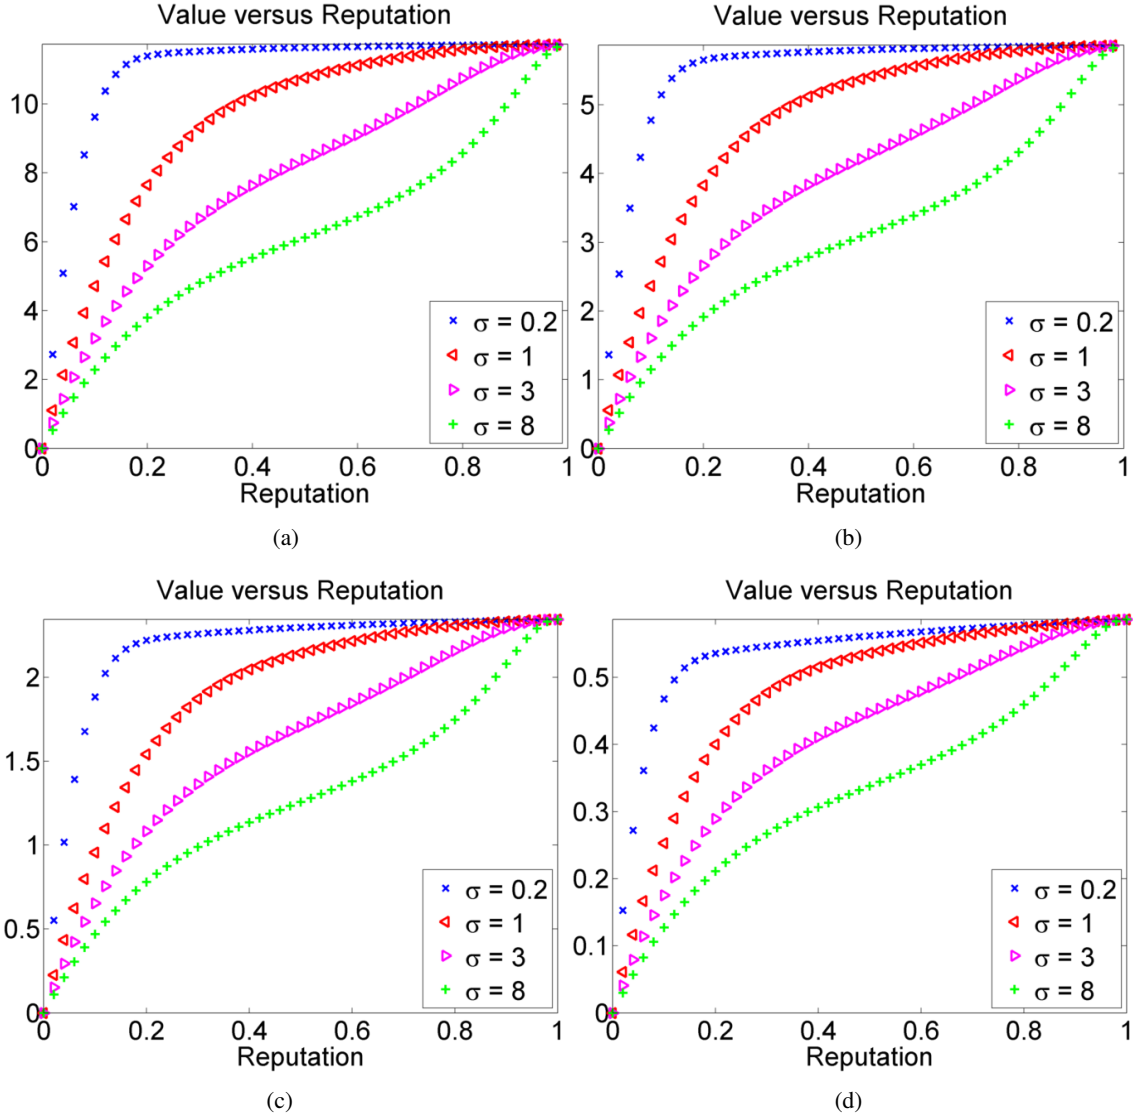 Value versus Reputation
10
8
6
4
2
0
σ = 0.2
σ = 1
σ = 3
σ = 8
0 0.2 0.4 0.6 0.8 1
Reputation
(a)
Value versus Reputation
5
4
3
2
1
0
σ = 0.2
σ = 1
σ = 3
σ = 8
0 0.2 0.4 0.6 0.8 1
Reputation
(b)
Value versus Reputation
2
1.5
1
0.5
0
σ = 0.2
σ = 1
σ = 3
σ = 8
0 0.2 0.4 0.6 0.8 1
Reputation
(c)
Value versus Reputation
0.5
0.4
0.3
0.2
0.1
0
σ = 0.2
σ = 1
σ = 3
σ = 8
0 0.2 0.4 0.6 0.8 1
Reputation
(d)